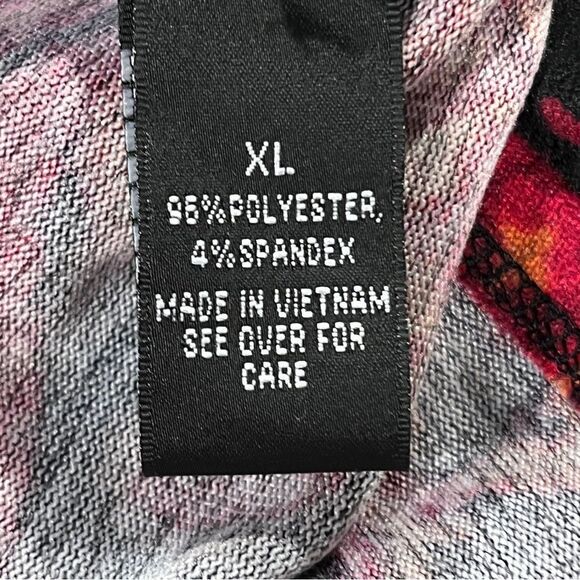 XL
96%POLYESTER,
4%SPANDEX
MADE IN VIETNAM
SEE OVER FOR
CARE